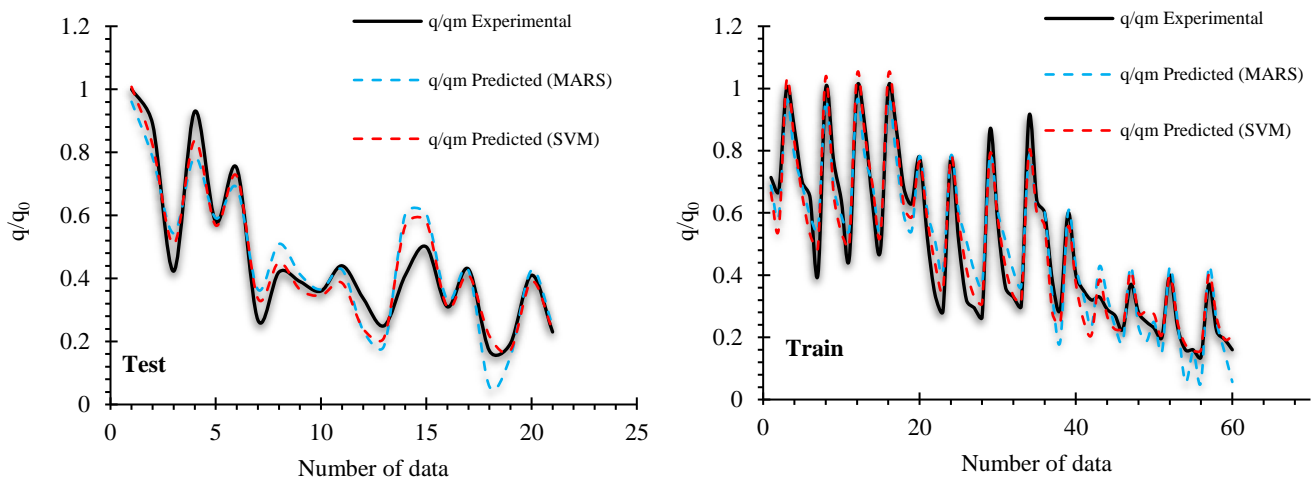 q/qm Experimental
q/qm Predicted (MARS)
q/qm Predicted (SVM)
1.2
1
0.8
0.6
0.4
0.2
0
q/q0
Test
0 5 10 15 20 25
Number of data
q/qm Experimental
q/qm Predicted (MARS)
q/qm Predicted (SVM)
1.2
1
0.8
0.6
0.4
0.2
0
q/q0
Train
0 20 40 60
Number of data